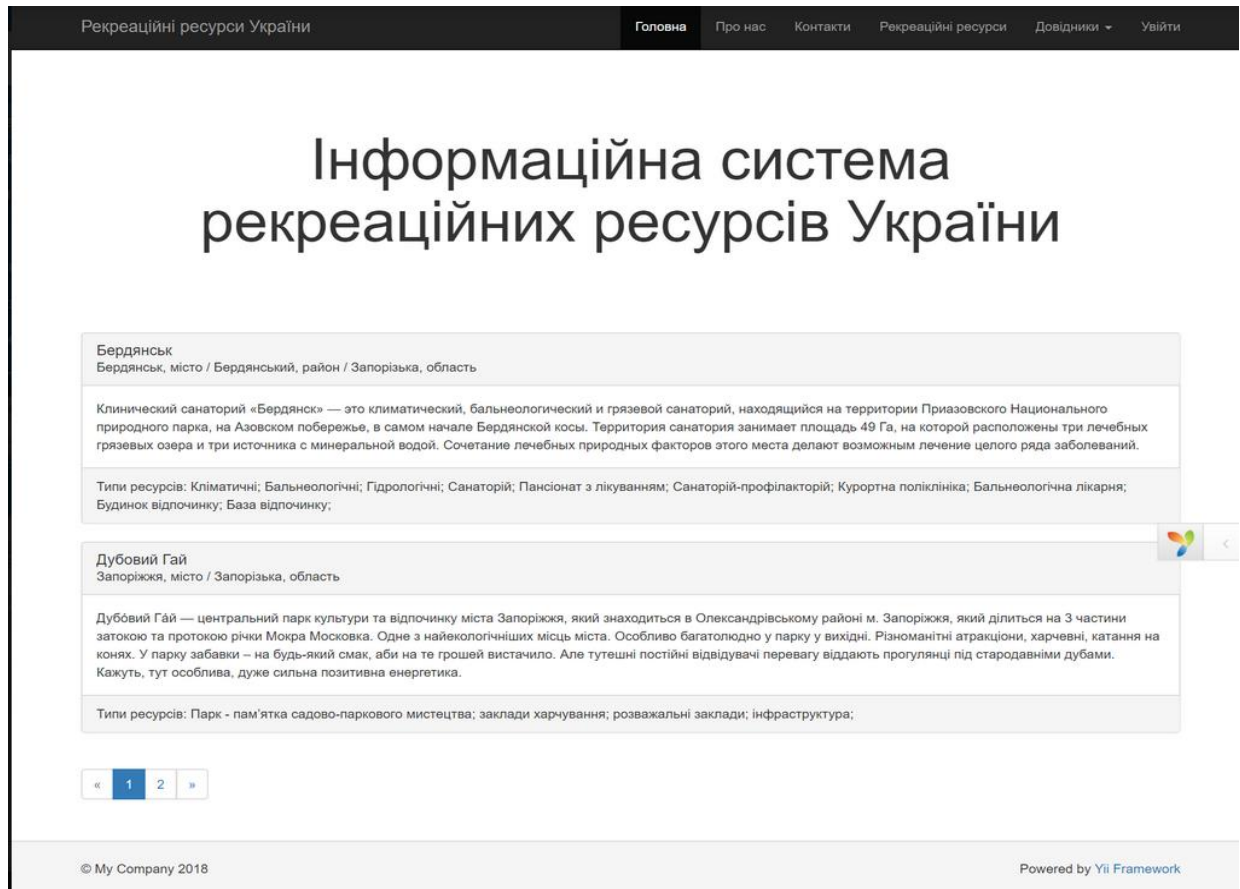 Рекреаційні ресурси України Головна Про нас Контакти Рекреаційні ресурси Довідники Увійти
Інформаційна система
рекреаційних ресурсів України
Бердянськ
Бердянськ, місто / Бердянський, район / Запорізька, область
Клинический санаторий «Бердянск» — это климатический, бальнеологический и грязевой санаторий, находящийся на территории Приазовского Национального
природного парка, на Азовском побережье, в самом начале Бердянской косы. Территория санатория занимает площадь 49 Га, на которой расположены три лечебных
грязевых озера и три источника с минеральной водой. Сочетание лечебных природных факторов этого места делают возможным лечение целого ряда заболеваний.
Типи ресурсів: Кліматичні; Бальнеологічні; Гідрологічні; Санаторій; Пансіонат з лікуванням; Санаторій-профілакторій; Курортна поліклініка; Бальнеологічна лікарня;
Будинок відпочинку; База відпочинку;
Дубовий Гай
Запоріжжя, місто / Запорізька, область
Дубо́вий Га́й — центральний парк культури та відпочинку міста Запоріжжя, який знаходиться в Олександрівському районі м. Запоріжжя, який ділиться на 3 частини
затокою та протокою річки Мокра Московка. Одне з найекологічніших місць міста. Особливо багатолюдно у парку у вихідні. Різноманітні атракціони, харчевні, катання на
конях. У парку забавки – на будь-який смак, аби на те грошей вистачило. Але тутешні постійні відвідувачі перевагу віддають прогулянці під стародавніми дубами.
Кажуть, тут особлива, дуже сильна позитивна енергетика.
Типи ресурсів: Парк - пам'ятка садово-паркового мистецтва; заклади харчування; розважальні заклади; інфраструктура;
« 1 2 »
© My Company 2018 Powered by Yii Framework